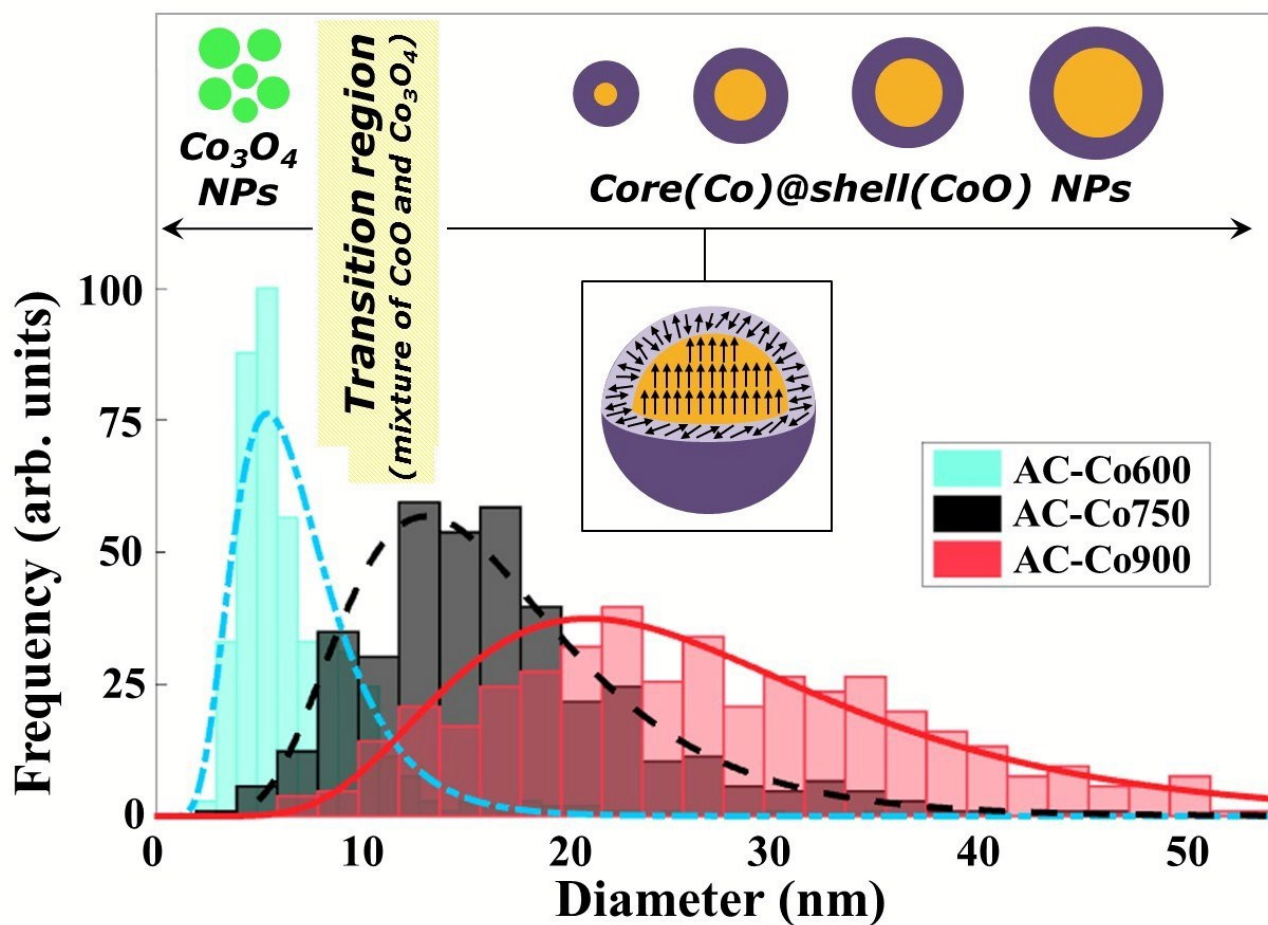 Co₃O₄
NPs
Transition region
(mixture of CoO and Co₃O₄)
Core(Co)@shell(CoO) NPs
AC-Co600
AC-Co750
AC-Co900
Frequency (arb. units)
100
75
50
25
0
0 10 20 30 40 50
Diameter (nm)